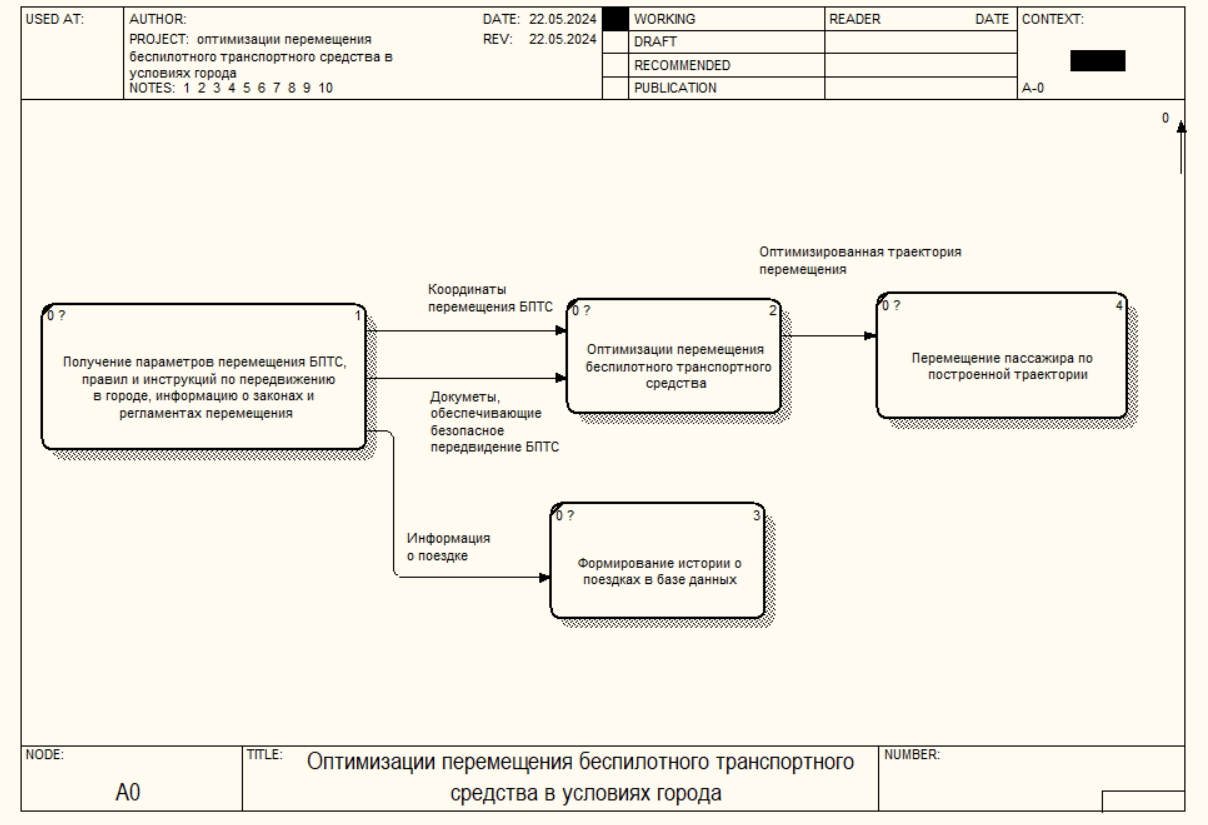 USED AT:
AUTHOR:
DATE: 22.05.2024
PROJECT: оптимизации перемещения
беспилотного транспортного средства в
условиях города
REV: 22.05.2024
NOTES: 1 2 3 4 5 6 7 8 9 10
WORKING
DRAFT
RECOMMENDED
PUBLICATION
READER DATE
CONTEXT:
A-0
0
Оптимизированная траектория
перемещения
Координаты
перемещения БПТС
0 ? 1
Получение параметров перемещения БПТС,
правил и инструкций по передвижению
в городе, информацию о законах и
регламентах перемещения
0 ? 2
Оптимизации перемещения
беспилотного транспортного
средства
0 ? 4
Перемещение пассажира по
построенной траектории
Докуметы,
обеспечивающие
безопасное
передвидение БПТС
Информация
о поездке
0 ? 3
Формирование истории о
поездках в базе данных
NODE:
A0
TITLE:
Оптимизации перемещения беспилотного транспортного
средства в условиях города
NUMBER: